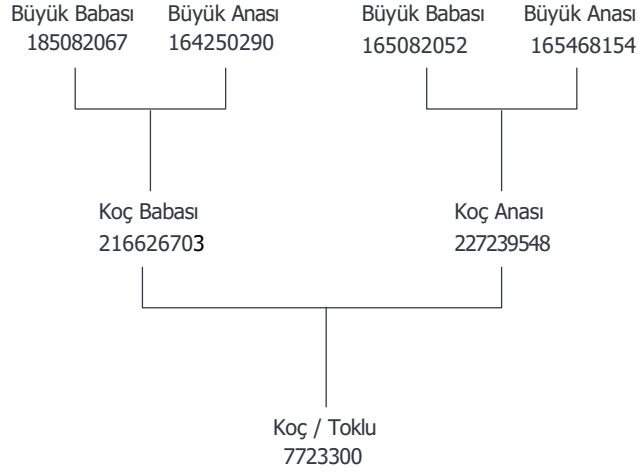 Büyük Babası Büyük Anası Büyük Babası Büyük Anası
185082067 164250290 165082052 165468154
Koç Babası Koç Anası
216626703 227239548
Koç / Toklu
7723300